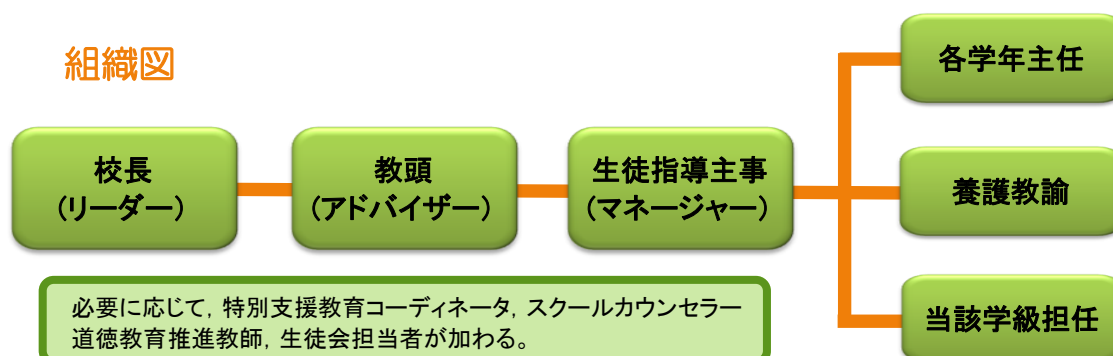 組織図
校長
(リーダー)
教頭
(アドバイザー)
生徒指導主事
(マネージャー)
各学年主任
養護教諭
当該学級担任
必要に応じて，特別支援教育コーディネータ，スクールカウンセラー
道徳教育推進教師，生徒会担当者が加わる。